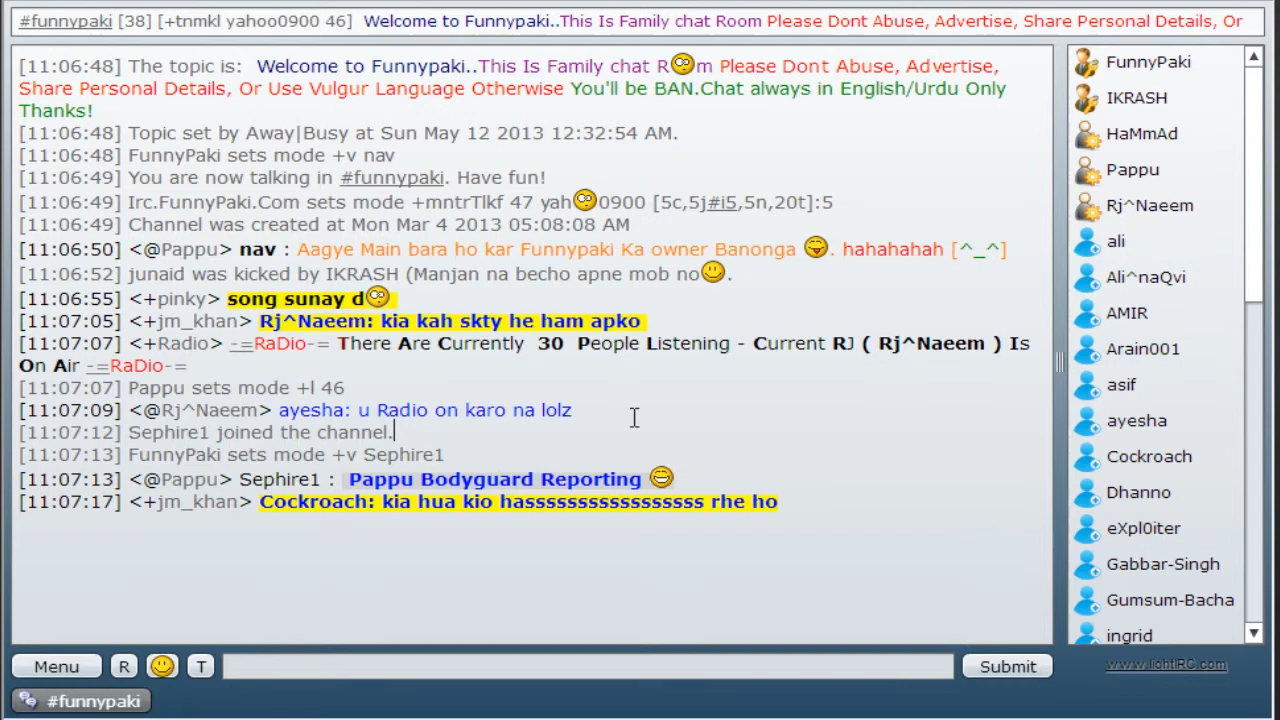 #funnypaki [38] [+tnmkl yahoo0900 46] Welcome to Funnypaki..This Is Family chat Room Please Dont Abuse, Advertise, Share Personal Details, Or
[11:06:48] The topic is: Welcome to Funnypaki..This Is Family chat R m Please Dont Abuse, Advertise,
Share Personal Details, Or Use Vulgur Language Otherwise You'll be BAN.Chat always in English/Urdu Only
Thanks!
[11:06:48] Topic set by Away|Busy at Sun May 12 2013 12:32:54 AM.
[11:06:48] FunnyPaki sets mode +v nav
[11:06:49] You are now talking in #funnypaki. Have fun!
[11:06:49] Irc.FunnyPaki.Com sets mode +mntrTlkf 47 yah 0900 [5c,5j#i5,5n,20t]:5
[11:06:49] Channel was created at Mon Mar 4 2013 05:08:08 AM
[11:06:50] <@Pappu> nav : Aagye Main bara ho kar Funnypaki Ka owner Banonga . hahahahah [^_^]
[11:06:52] junaid was kicked by IKRASH (Manjan na becho apne mob no .
[11:06:55] <+pinky> song sunay d
[11:07:05] <+jm_khan> Rj^Naeem: kia kah skty he ham apko
[11:07:07] <+Radio> -=RaDio-= There Are Currently 30 People Listening - Current RJ ( Rj^Naeem ) Is
On Air -=RaDio-=
[11:07:07] Pappu sets mode +l 46
[11:07:09] <@Rj^Naeem> ayesha: u Radio on karo na lolz
[11:07:12] Sephire1 joined the channel.
[11:07:13] FunnyPaki sets mode +v Sephire1
[11:07:13] <@Pappu> Sephire1 : Pappu Bodyguard Reporting
[11:07:17] <+jm_khan> Cockroach: kia hua kio hasssssssssssssssss rhe ho
FunnyPaki
IKRASH
HaMmAd
Pappu
Rj^Naeem
ali
Ali^naQvi
AMIR
Arain001
asif
ayesha
Cockroach
Dhanno
eXpl0iter
Gabbar-Singh
Gumsum-Bacha
ingrid
Menu R T Submit
www.lightIRC.com
#funnypaki